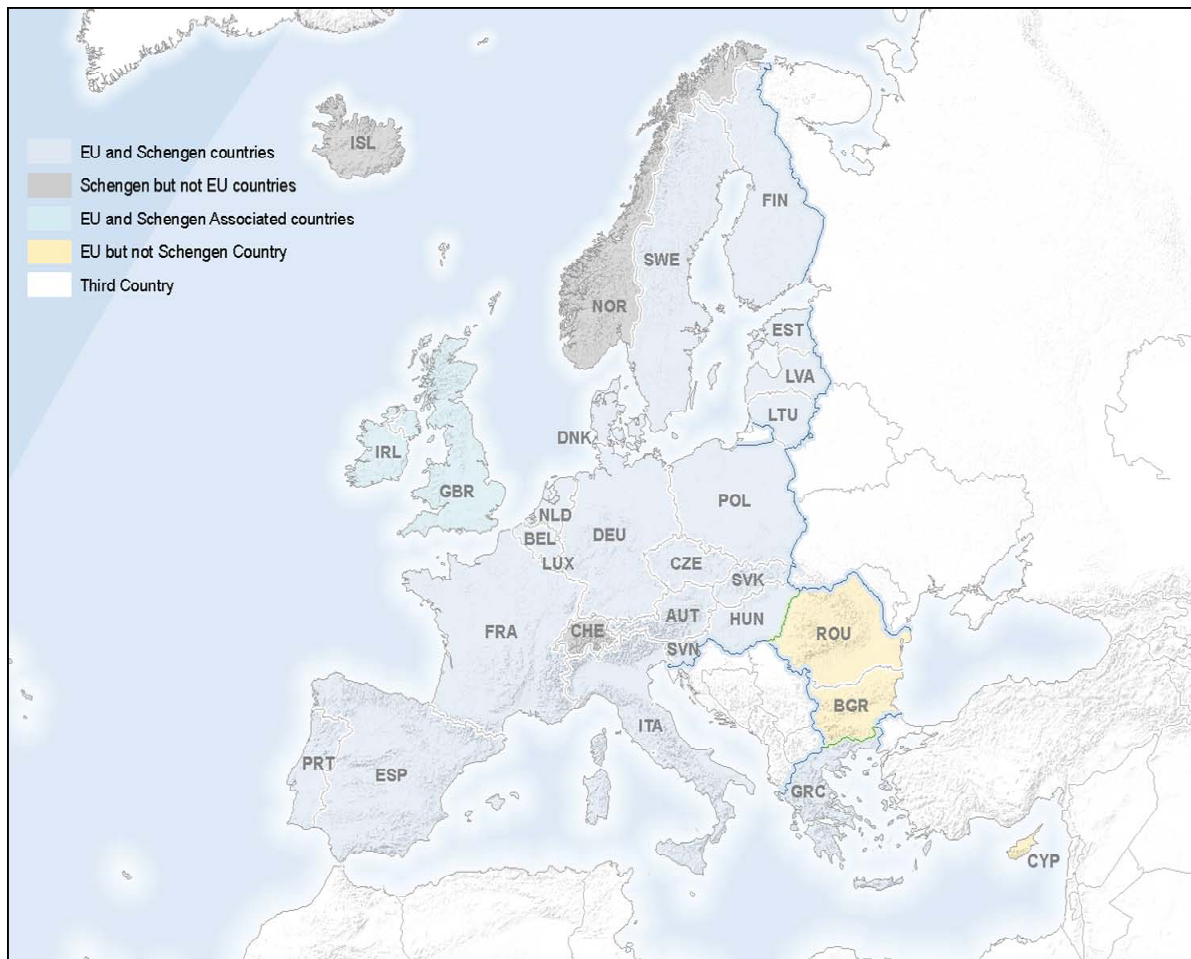 ISL
EU and Schengen countries
Schengen but not EU countries
EU and Schengen Associated countries
EU but not Schengen Country
Third Country
FIN
SWE
NOR
EST
LVA
LTU
DNK
IRL
GBR
POL
NLD
BEL
DEU
LUX
CZE
SVK
AUT
HUN
FRA
CHE
ROU
SVN
BGR
ITA
PRT
ESP
GRC
CYP